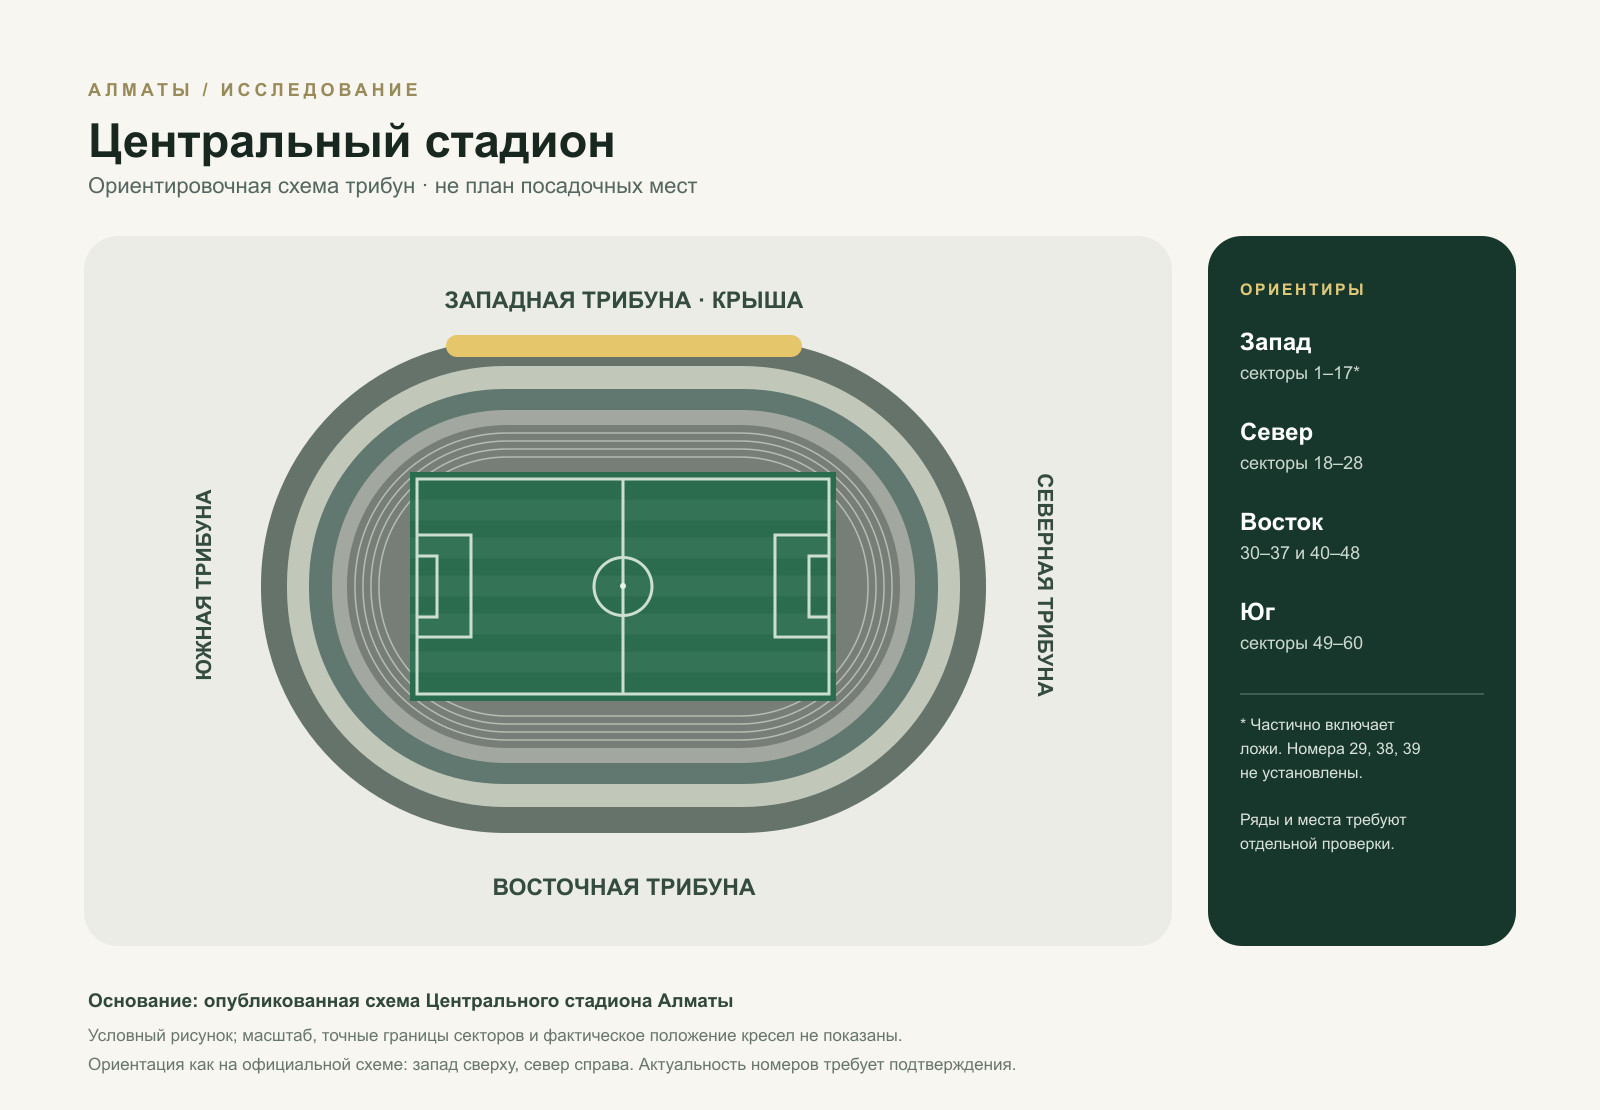 АЛМАТЫ / ИССЛЕДОВАНИЕ
Центральный стадион
Ориентировочная схема трибун · не план посадочных мест
ЗАПАДНАЯ ТРИБУНА · КРЫША
ЮЖНАЯ ТРИБУНА
СЕВЕРНАЯ ТРИБУНА
ВОСТОЧНАЯ ТРИБУНА
ОРИЕНТИРЫ
Запад
секторы 1–17*
Север
секторы 18–28
Восток
30–37 и 40–48
Юг
секторы 49–60
* Частично включает
ложи. Номера 29, 38, 39
не установлены.
Ряды и места требуют
отдельной проверки.
Основание: опубликованная схема Центрального стадиона Алматы
Условный рисунок; масштаб, точные границы секторов и фактическое положение кресел не показаны.
Ориентация как на официальной схеме: запад сверху, север справа. Актуальность номеров требует подтверждения.